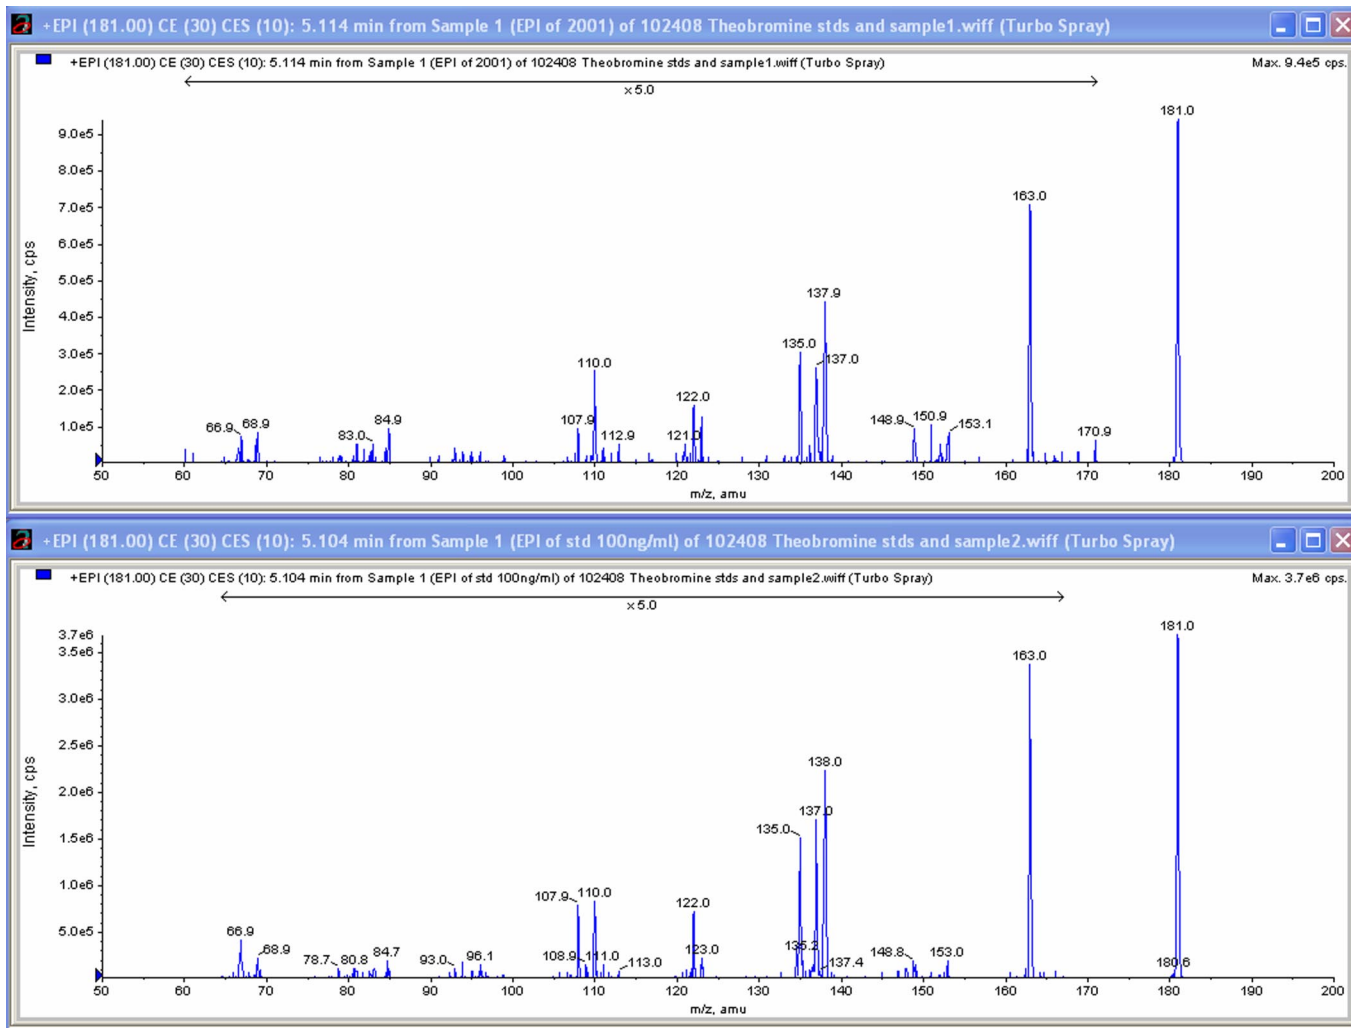 +EPI (181.00) CE (30) CES (10): 5.114 min from Sample 1 (EPI of 2001) of 102408 Theobromine stds and sample1.wiff (Turbo Spray)
+EPI (181.00) CE (30) CES (10): 5.114 min from Sample 1 (EPI of 2001) of 102408 Theobromine stds and sample1.wiff (Turbo Spray) Max. 9.4e5 cps.
x 5.0
181.0
9.0e5
8.0e5
163.0
7.0e5
6.0e5
5.0e5
137.9
4.0e5
135.0
137.0
3.0e5
110.0
2.0e5
122.0
66.9 68.9 83.0 84.9 107.9 112.9 121.0 148.9 150.9 153.1 170.9
1.0e5
Intensity, cps
50 60 70 80 90 100 110 120 130 140 150 160 170 180 190 200
m/z, amu
+EPI (181.00) CE (30) CES (10): 5.104 min from Sample 1 (EPI of std 100ng/ml) of 102408 Theobromine stds and sample2.wiff (Turbo Spray)
+EPI (181.00) CE (30) CES (10): 5.104 min from Sample 1 (EPI of std 100ng/ml) of 102408 Theobromine stds and sample2.wiff (Turbo Spray) Max. 3.7e6 cps.
x 5.0
181.0
3.7e6
3.5e6
163.0
3.0e6
2.5e6
138.0
2.0e6
137.0
135.0
1.5e6
1.0e6
107.9 110.0
122.0
66.9
5.0e5
68.9 78.7 80.8 84.7 93.0 96.1 108.9 111.0 113.0 123.0 135.2 137.4 148.8 153.0 180.6
Intensity, cps
50 60 70 80 90 100 110 120 130 140 150 160 170 180 190 200
m/z, amu